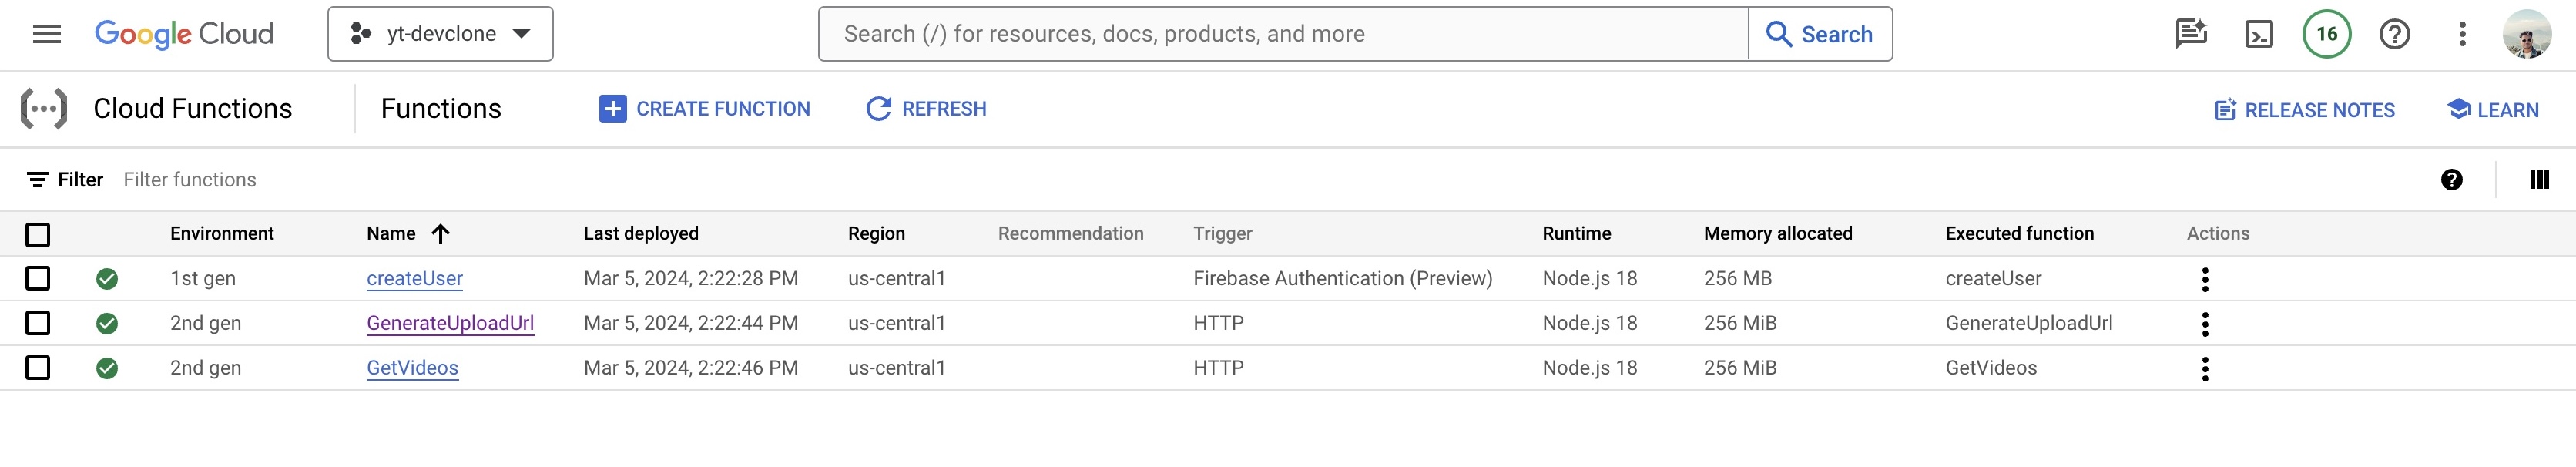 Google Cloud yt-devclone Search (/) for resources, docs, products, and more Search 16
Cloud Functions Functions CREATE FUNCTION REFRESH RELEASE NOTES LEARN
Filter Filter functions
Environment Name Last deployed Region Recommendation Trigger Runtime Memory allocated Executed function Actions
1st gen createUser Mar 5, 2024, 2:22:28 PM us-central1 Firebase Authentication (Preview) Node.js 18 256 MB createUser
2nd gen GenerateUploadUrl Mar 5, 2024, 2:22:44 PM us-central1 HTTP Node.js 18 256 MiB GenerateUploadUrl
2nd gen GetVideos Mar 5, 2024, 2:22:46 PM us-central1 HTTP Node.js 18 256 MiB GetVideos